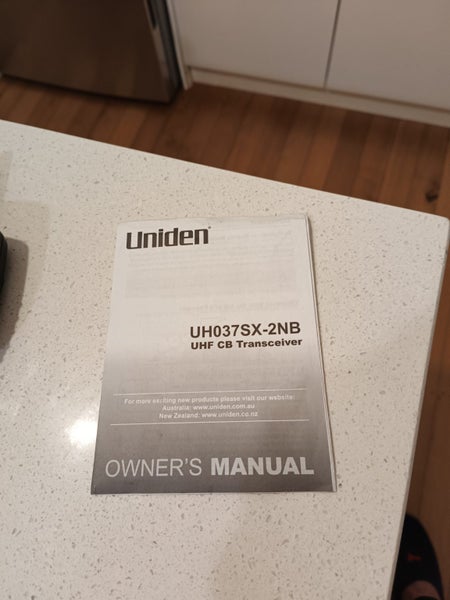 Uniden
UH037SX-2NB
UHF CB Transceiver
For more exciting new products please visit our website:
Australia: www.uniden.com.au
New Zealand: www.uniden.co.nz
OWNER'S MANUAL